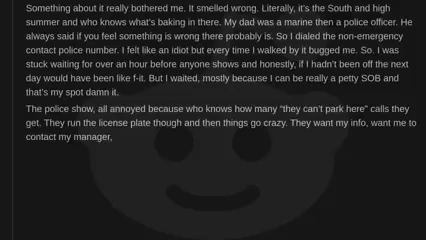 Something about it really bothered me. It smelled wrong. Literally, it's the South and high
summer and who knows what's baking in there. My dad was a marine then a police officer. He
always said if you feel something is wrong there probably is. So I dialed the non-emergency
contact police number. I felt like an idiot but every time I walked by it bugged me. So. I was
stuck waiting for over an hour before anyone shows and honestly, if I hadn't been off the next
day would have been like f-it. But I waited, mostly because I can be a really petty SOB and
that's my spot damn it.
The police show, all annoyed because who knows how many “they can't park here” calls they
get. They run the license plate though and then things go crazy. They want my info, want me to
contact my manager,